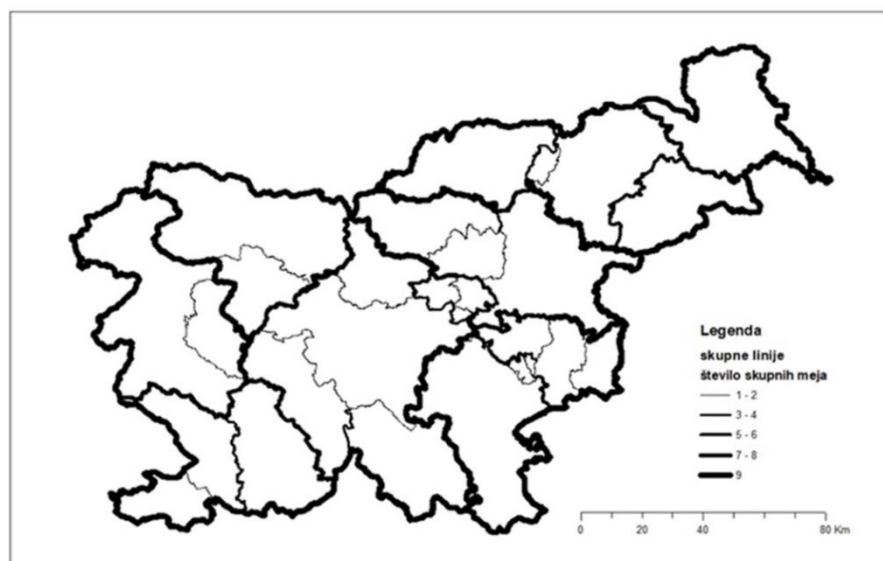 Legenda
skupne linije
število skupnih meja
1 - 2
3 - 4
5 - 6
7 - 8
9
0 20 40 80 Km